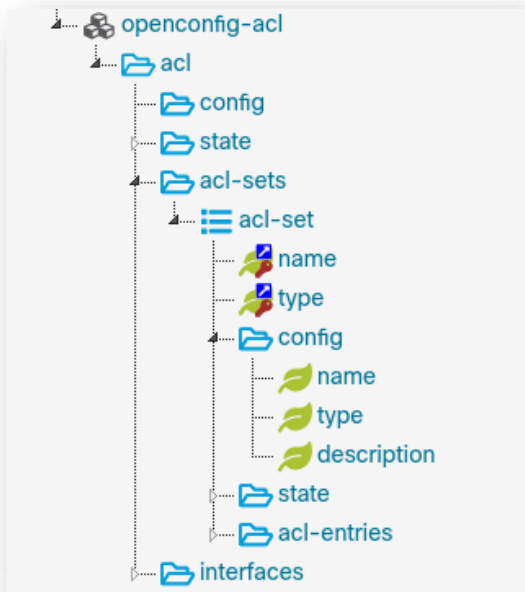 openconfig-acl
acl
config
state
acl-sets
acl-set
name
type
config
name
type
description
state
acl-entries
interfaces